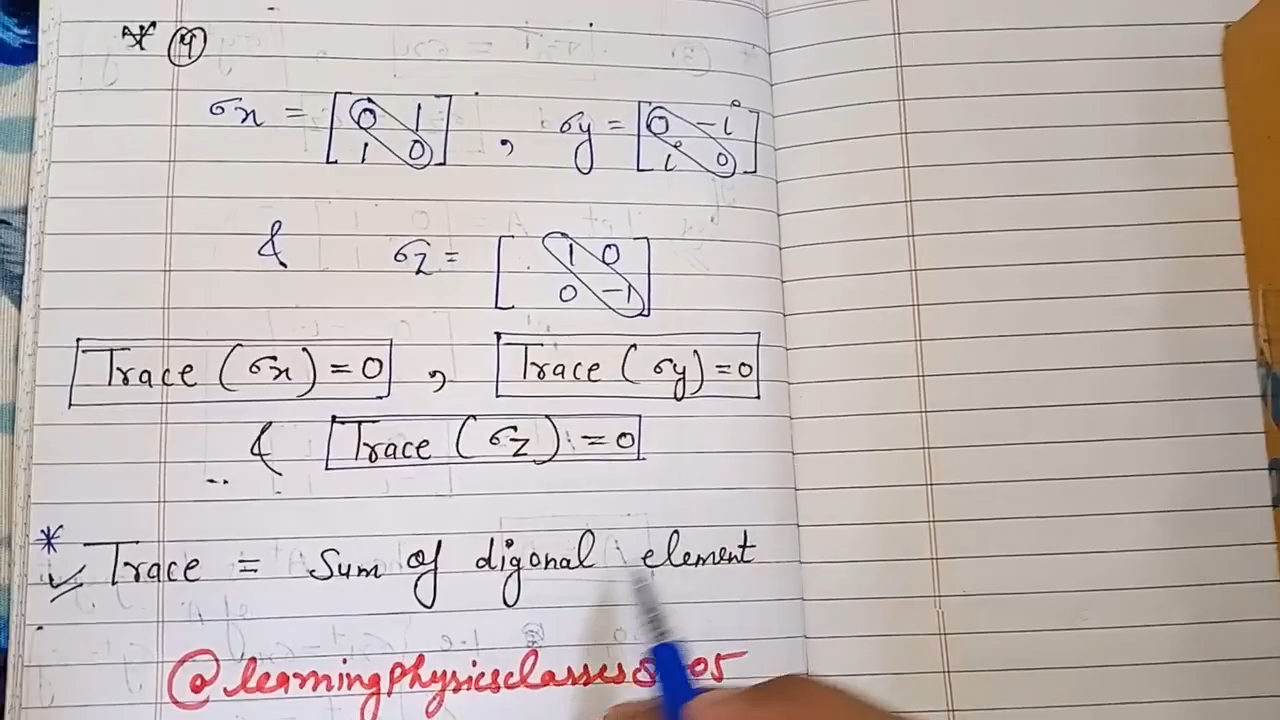 * (4)
σx = [0 1
1 0] , σy = [0 -i
i 0]
& σz = [1 0
0 -1]
Trace (σx) = 0 , Trace (σy) = 0
& Trace (σz) = 0
* ✓ Trace = Sum of digonal element